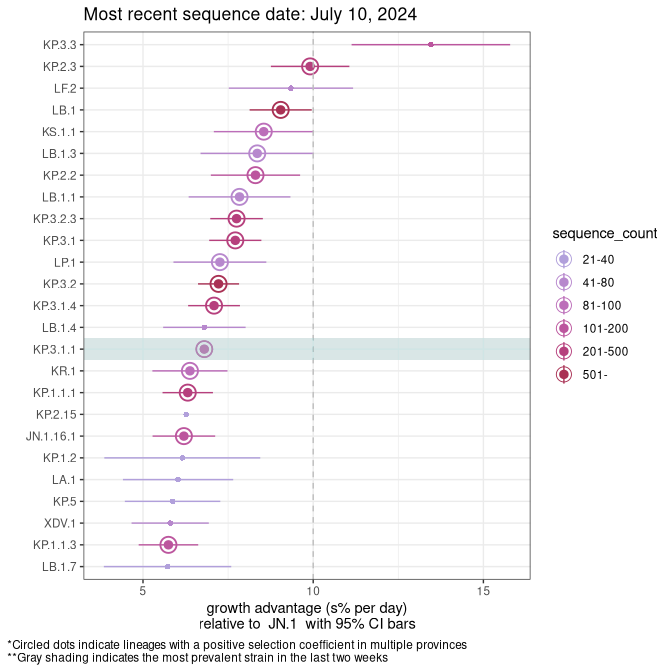 Most recent sequence date: July 10, 2024
KP.3.3
KP.2.3
LF.2
LB.1
KS.1.1
LB.1.3
KP.2.2
LB.1.1
KP.3.2.3
KP.3.1
LP.1
KP.3.2
KP.3.1.4
LB.1.4
KP.3.1.1
KR.1
KP.1.1.1
KP.2.15
JN.1.16.1
KP.1.2
LA.1
KP.5
XDV.1
KP.1.1.3
LB.1.7
5 10 15
growth advantage (s% per day)
relative to JN.1 with 95% CI bars
sequence_count
21-40
41-80
81-100
101-200
201-500
501-
*Circled dots indicate lineages with a positive selection coefficient in multiple provinces
**Gray shading indicates the most prevalent strain in the last two weeks